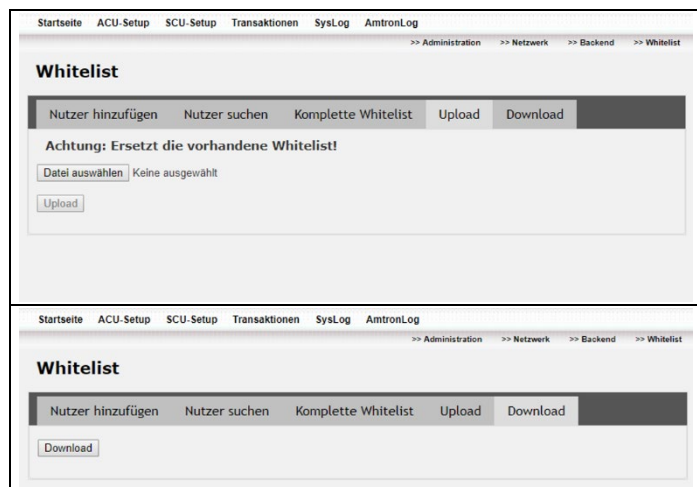 Startseite ACU-Setup SCU-Setup Transaktionen SysLog AmtronLog
>> Administration >> Netzwerk >> Backend >> Whitelist
Whitelist
Nutzer hinzufügen Nutzer suchen Komplette Whitelist Upload Download
Achtung: Ersetzt die vorhandene Whitelist!
Datei auswählen Keine ausgewählt
Upload
Startseite ACU-Setup SCU-Setup Transaktionen SysLog AmtronLog
>> Administration >> Netzwerk >> Backend >> Whitelist
Whitelist
Nutzer hinzufügen Nutzer suchen Komplette Whitelist Upload Download
Download